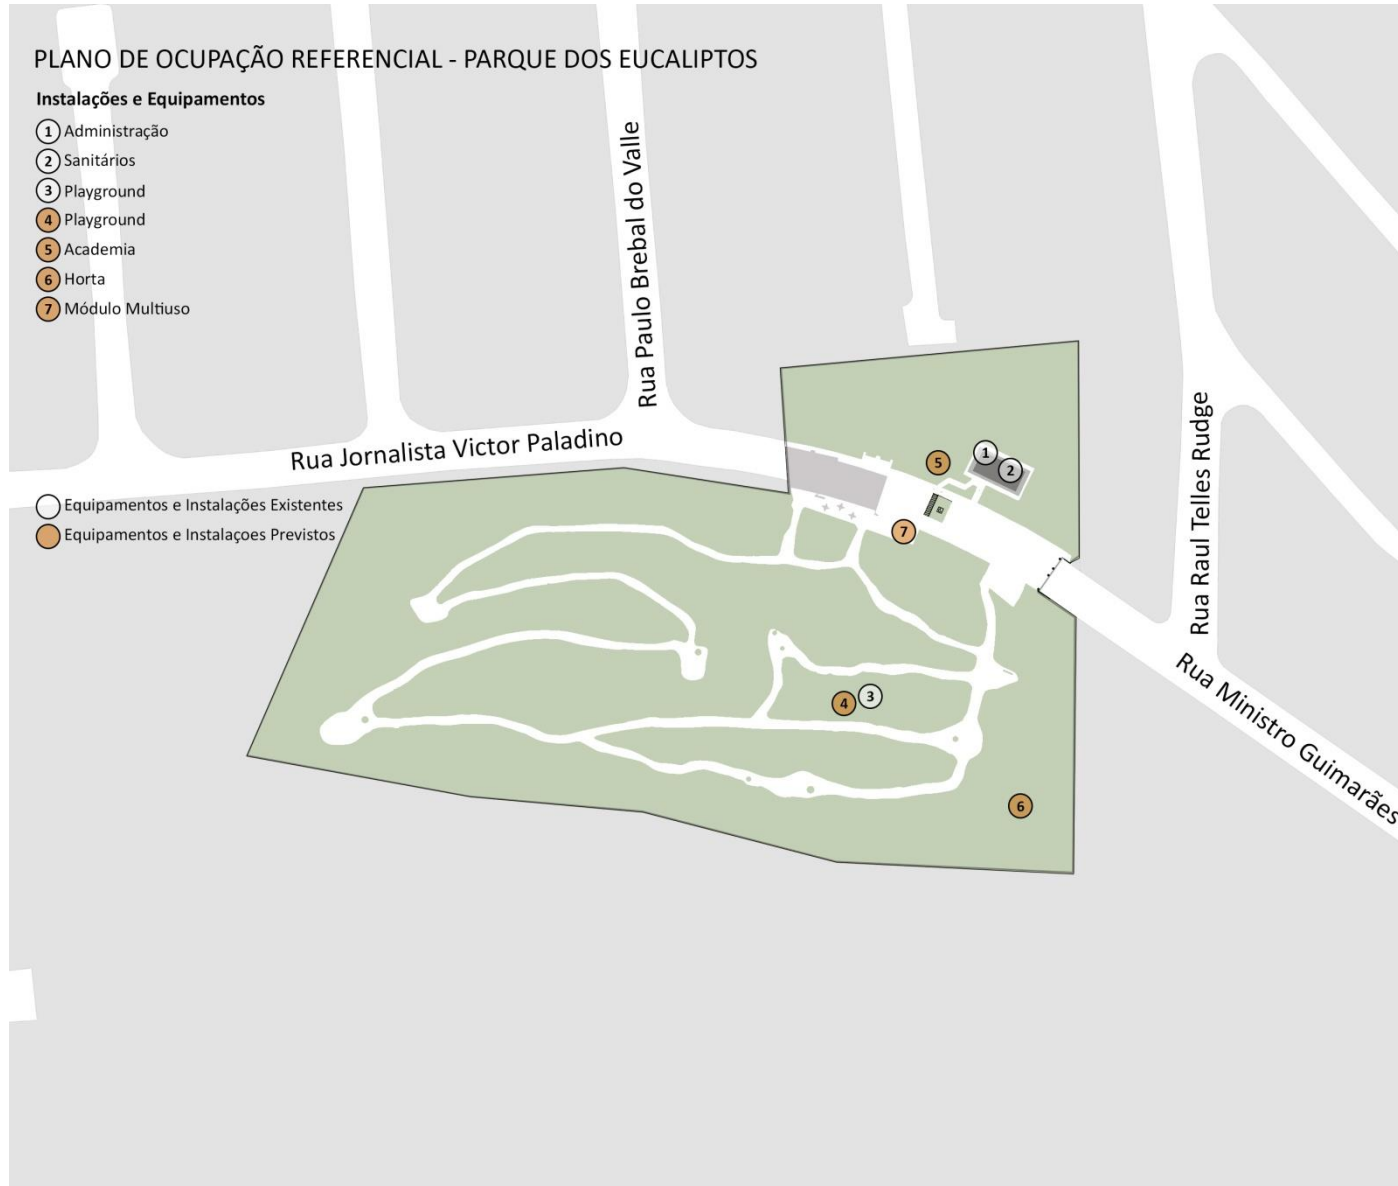 PLANO DE OCUPAÇÃO REFERENCIAL - PARQUE DOS EUCALIPTOS
Instalações e Equipamentos
1 Administração
2 Sanitários
3 Playground
4 Playground
5 Academia
6 Horta
7 Módulo Multiuso
Rua Paulo Brebal do Valle
Rua Jornalista Victor Paladino
Rua Raul Telles Rudge
Rua Ministro Guimarães
Equipamentos e Instalações Existentes
Equipamentos e Instalaçoes Previstos
1
2
5
7
3
4
6